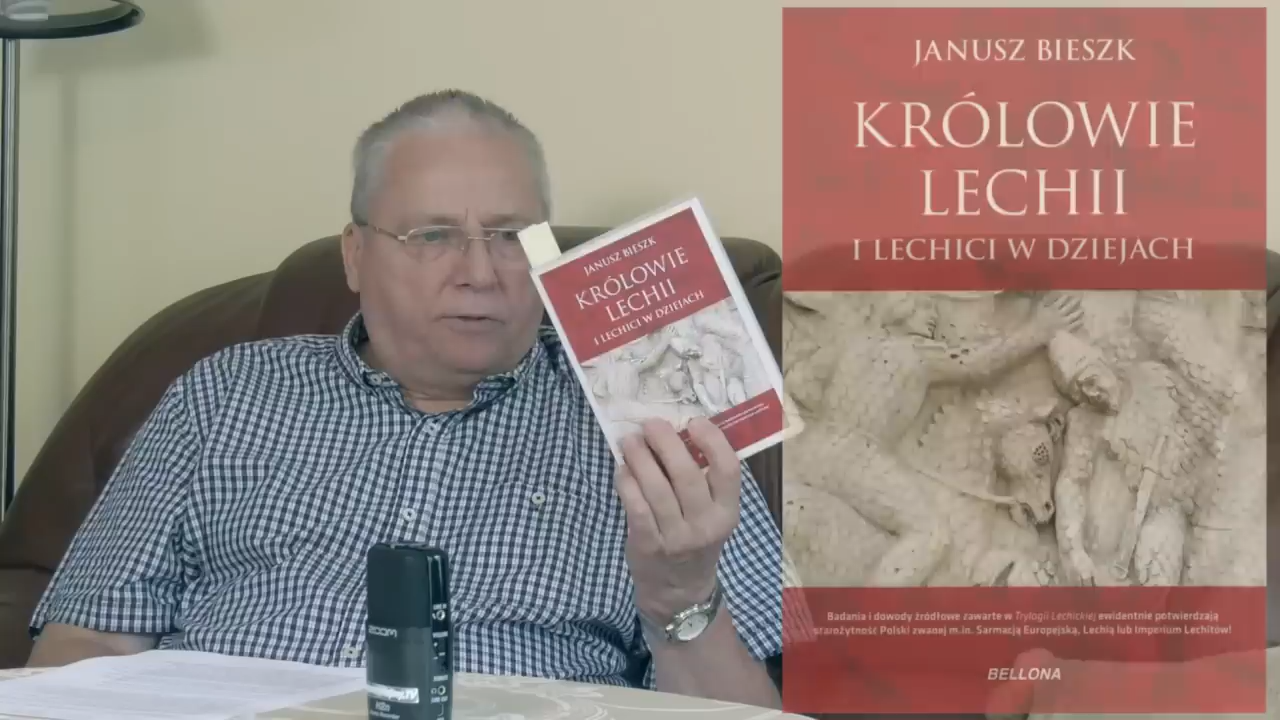 JANUSZ BIESZK
KRÓLOWIE
LECHII
I LECHICI W DZIEJACH
Badania i dowody źródłowe zawarte w Trylogii Lechickiej ewidentnie potwierdzają
starożytność Polski zwanej m.in. Sarmacją Europejską, Lechią lub Imperium Lechitów!
BELLONA
JANUSZ BIESZK
KRÓLOWIE
LECHII
I LECHICI W DZIEJACH
zoom
H2n